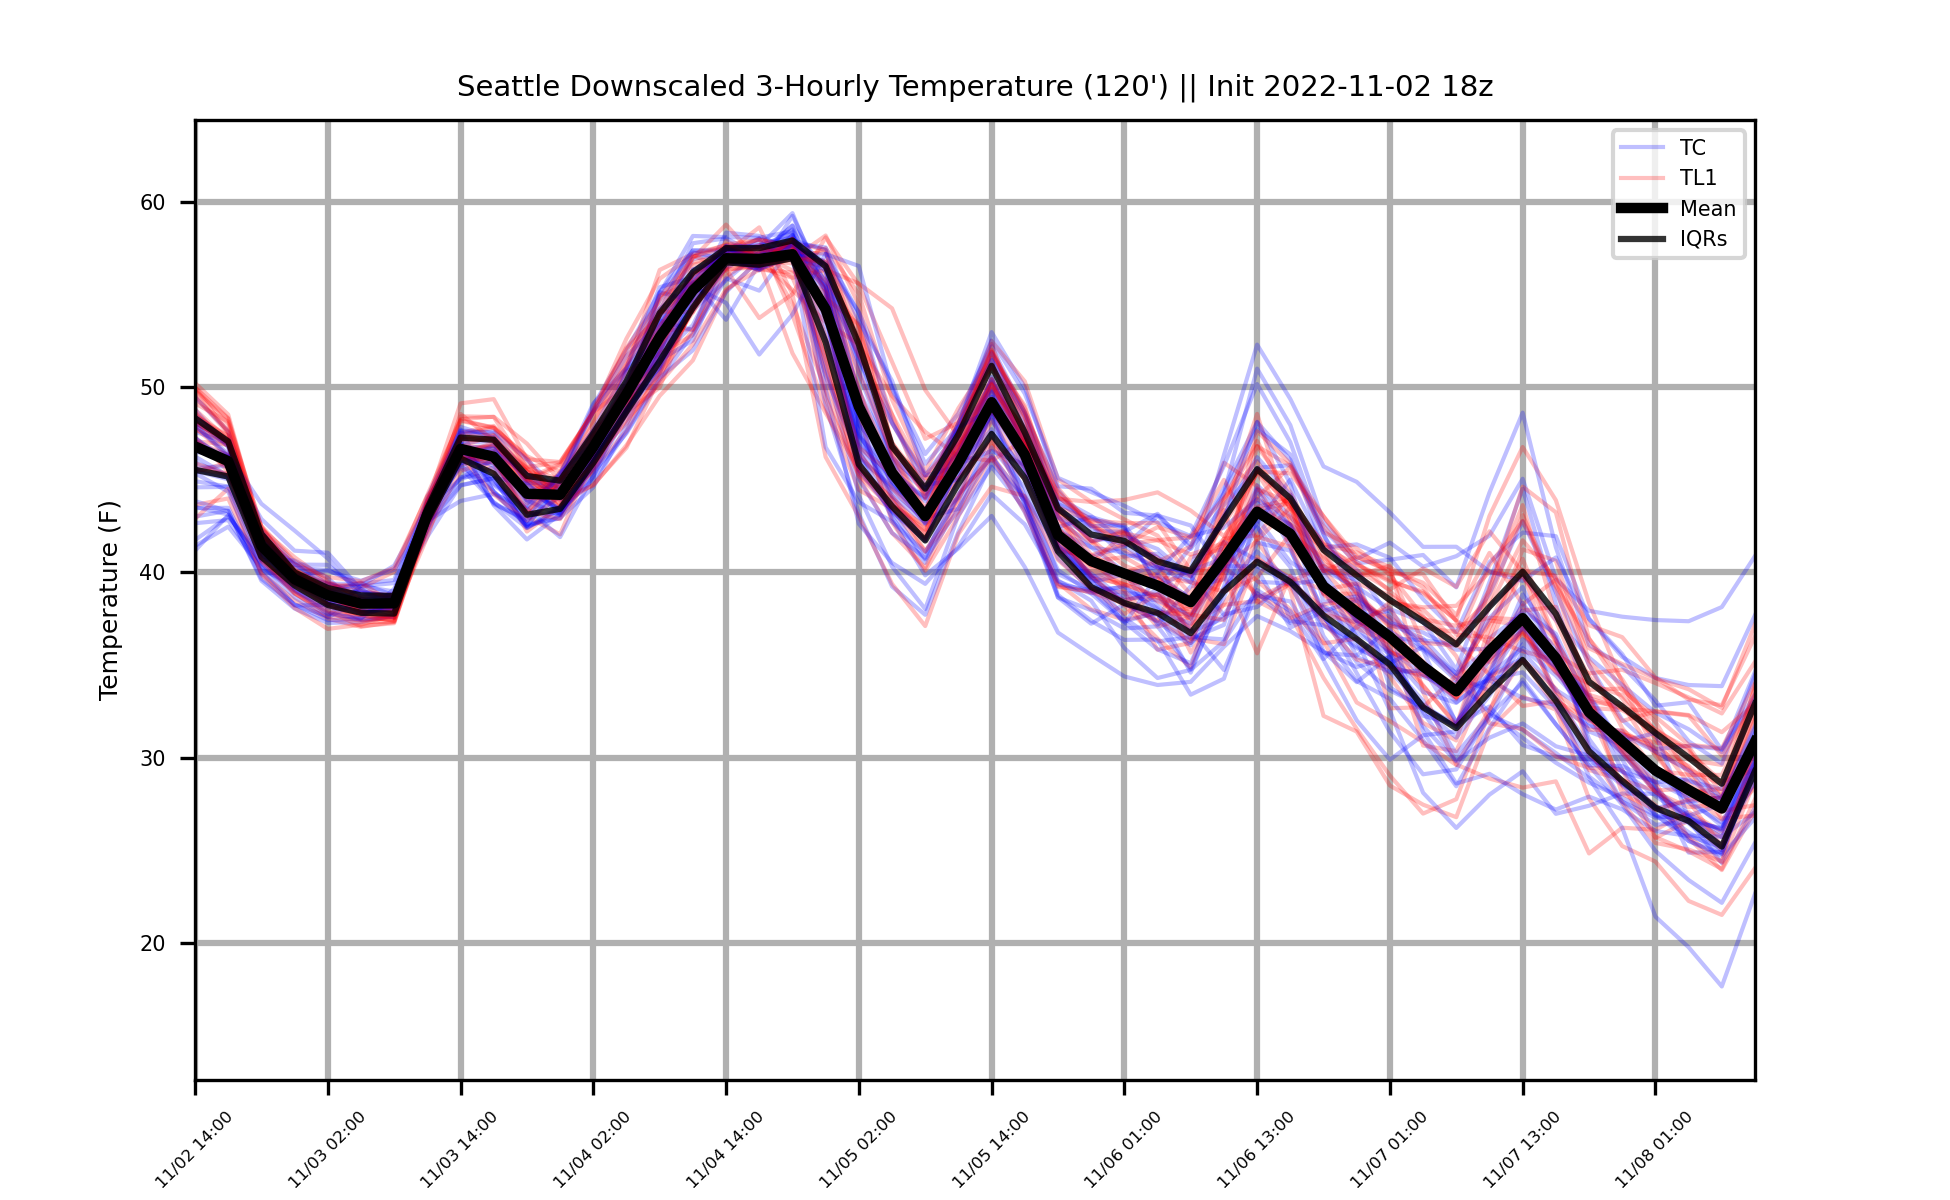 Seattle Downscaled 3-Hourly Temperature (120') || Init 2022-11-02 18z
TC
TL1
Mean
IQRs
Temperature (F)
60
50
40
30
20
11/02 14:00
11/03 02:00
11/03 14:00
11/04 02:00
11/04 14:00
11/05 02:00
11/05 14:00
11/06 01:00
11/06 13:00
11/07 01:00
11/07 13:00
11/08 01:00